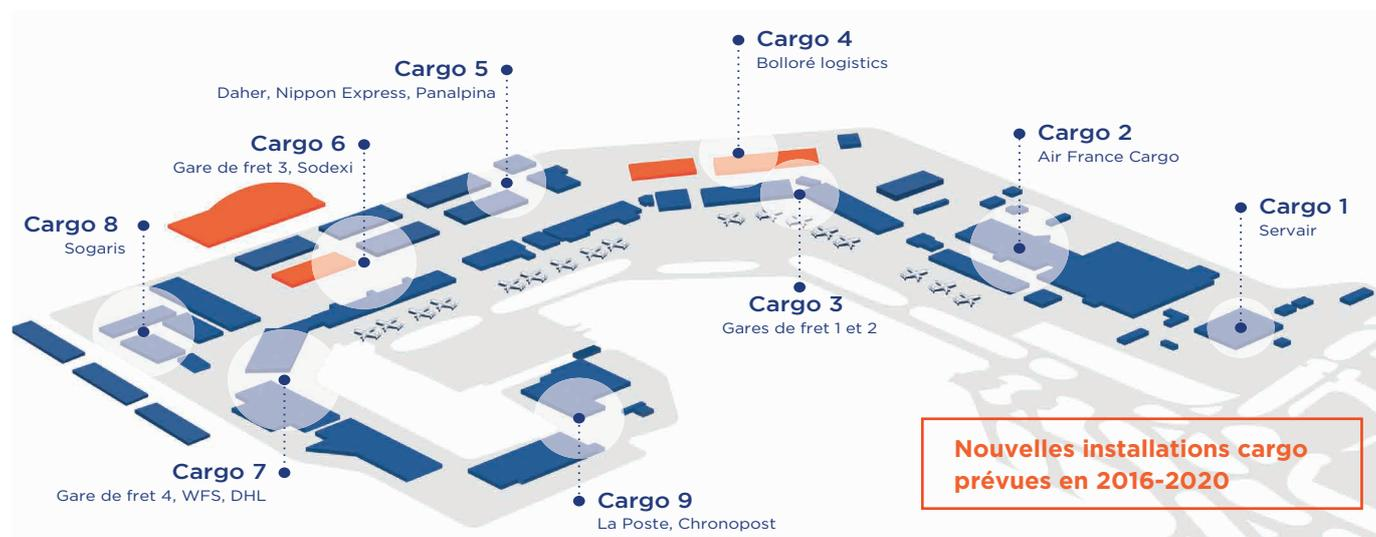 Cargo 4
Bolloré logistics
Cargo 5
Daher, Nippon Express, Panalpina
Cargo 2
Air France Cargo
Cargo 6
Gare de fret 3, Sodexi
Cargo 1
Servair
Cargo 8
Sogaris
Cargo 3
Gares de fret 1 et 2
Nouvelles installations cargo
prévues en 2016-2020
Cargo 7
Gare de fret 4, WFS, DHL
Cargo 9
La Poste, Chronopost